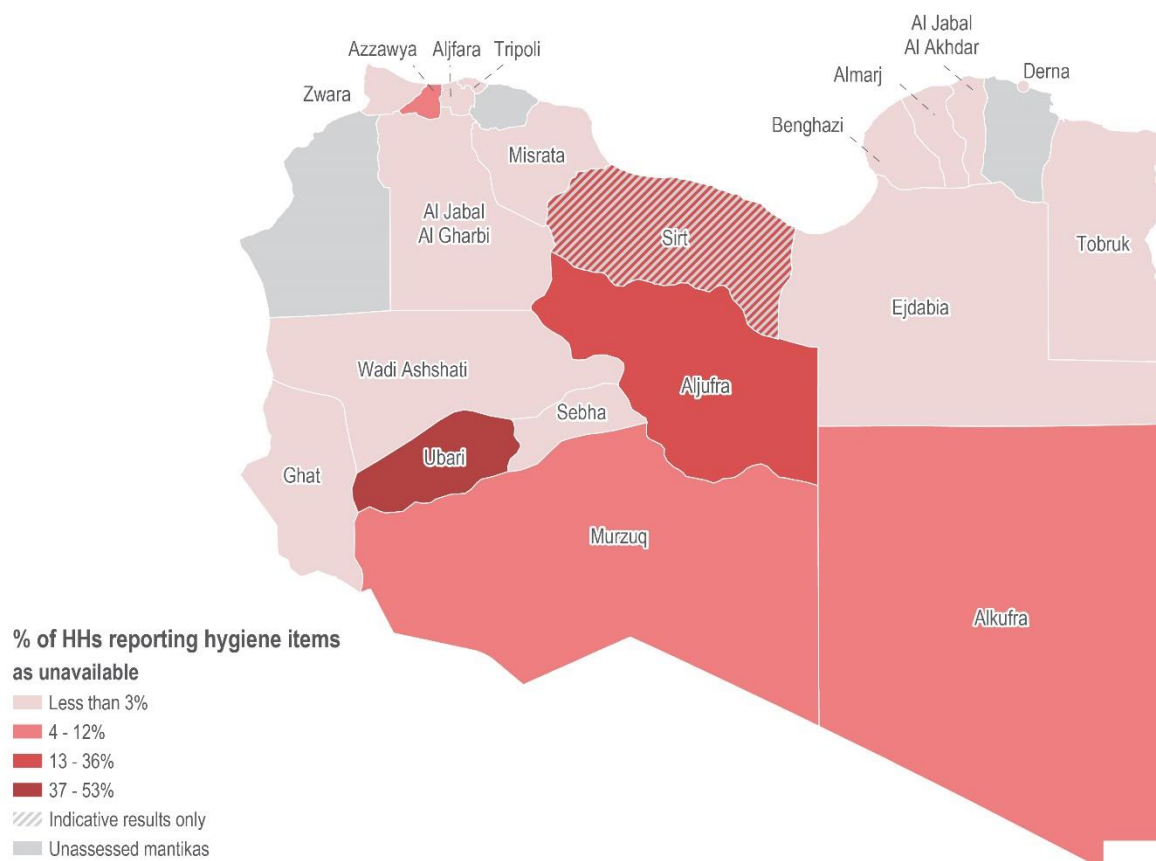 Al Jabal
Al Akhdar
Azzawya
Aljfara
Tripoli
Almarj
Derna
Zwara
Benghazi
Misrata
Al Jabal
Al Gharbi
Sirt
Tobruk
Ejdabia
Wadi Ashshati
Aljufra
Sebha
Ubari
Ghat
Murzuq
Alkufra
% of HHs reporting hygiene items
as unavailable
Less than 3%
4 - 12%
13 - 36%
37 - 53%
Indicative results only
Unassessed mantikas